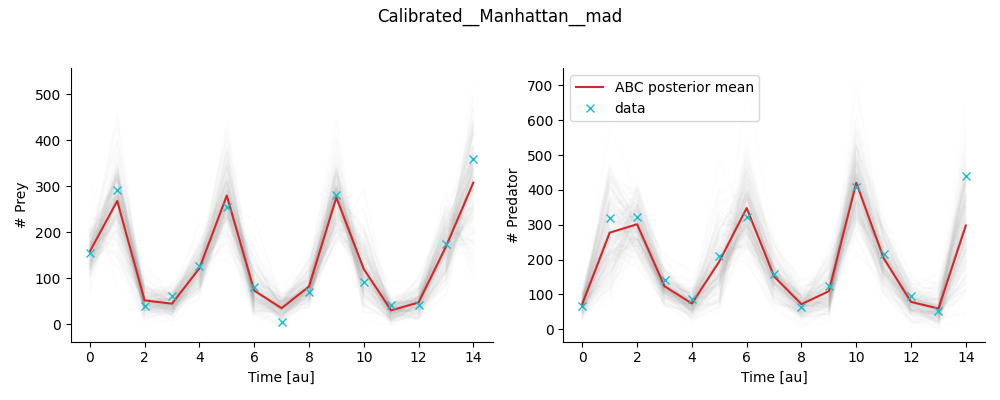 Calibrated__Manhattan__mad
# Prey
500
400
300
200
100
0
0 2 4 6 8 10 12 14
Time [au]
# Predator
700
600
500
400
300
200
100
0
ABC posterior mean
data
0 2 4 6 8 10 12 14
Time [au]